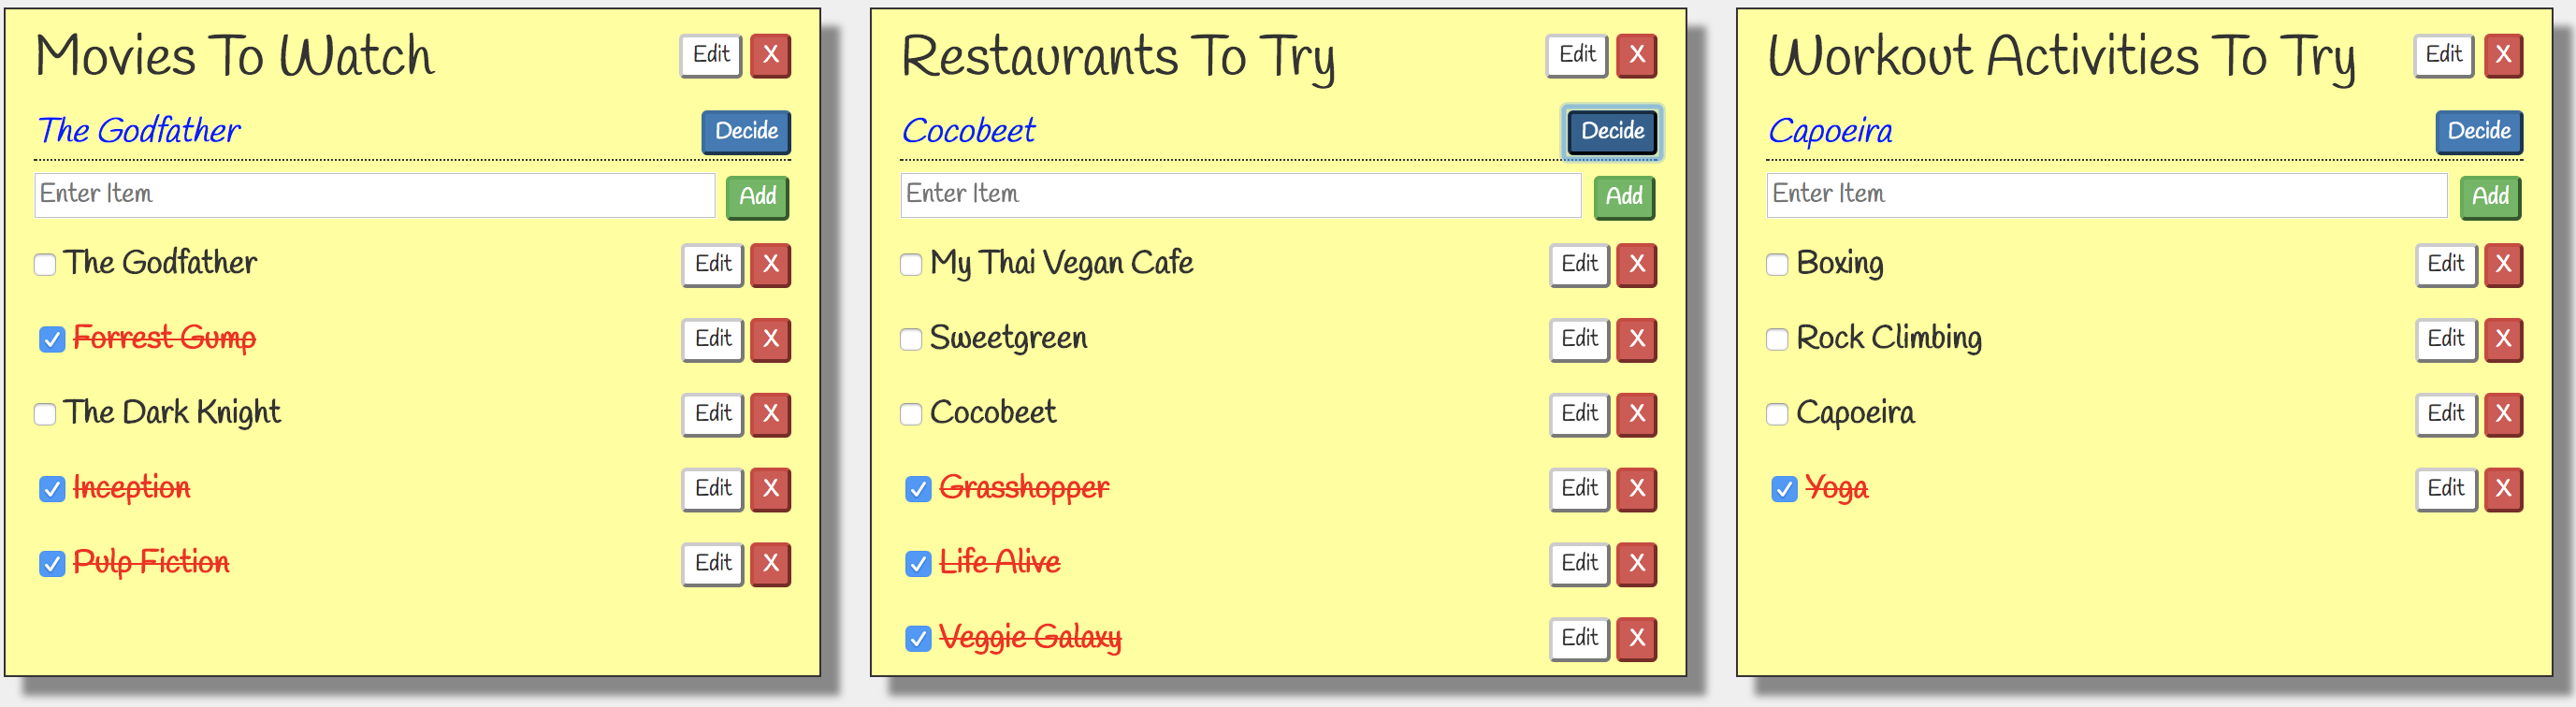 Movies To Watch Edit X
The Godfather Decide
Enter Item Add
The Godfather Edit X
Forrest Gump Edit X
The Dark Knight Edit X
Inception Edit X
Pulp Fiction Edit X
Restaurants To Try Edit X
Cocobeet Decide
Enter Item Add
My Thai Vegan Cafe Edit X
Sweetgreen Edit X
Cocobeet Edit X
Grasshopper Edit X
Life Alive Edit X
Veggie Galaxy Edit X
Workout Activities To Try Edit X
Capoeira Decide
Enter Item Add
Boxing Edit X
Rock Climbing Edit X
Capoeira Edit X
Yoga Edit X